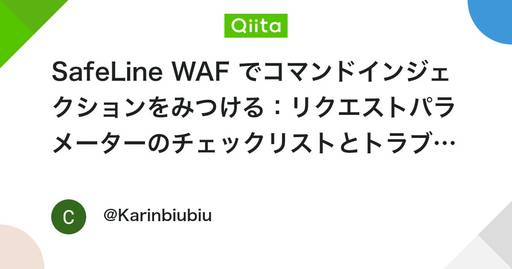 Qiita
SafeLine WAF でコマンドインジェ
クションをみつける：リクエストパラ
メーターのチェックリストとトラブ…
C
@Karinbiubiu